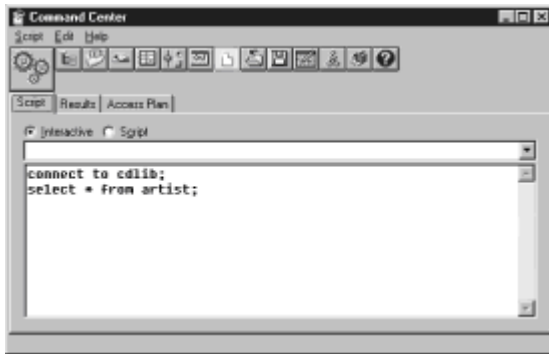 Command Center
Script Edit Help
Script Results Access Plan
Interactive Script
connect to cdlib;
select * from artist;